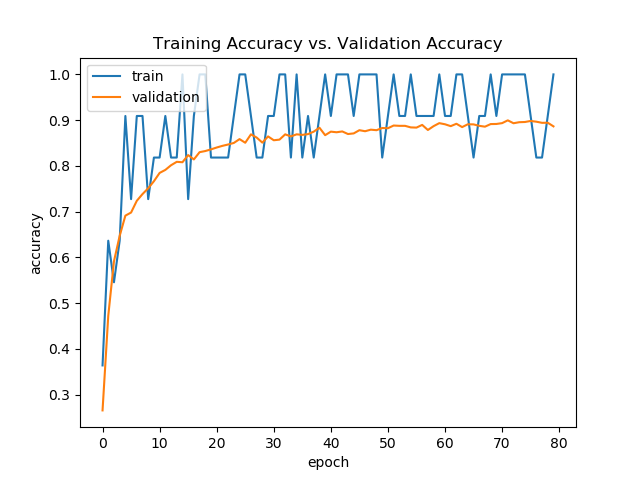 Training Accuracy vs. Validation Accuracy
train
validation
1.0
0.9
0.8
0.7
0.6
0.5
0.4
0.3
accuracy
0 10 20 30 40 50 60 70 80
epoch